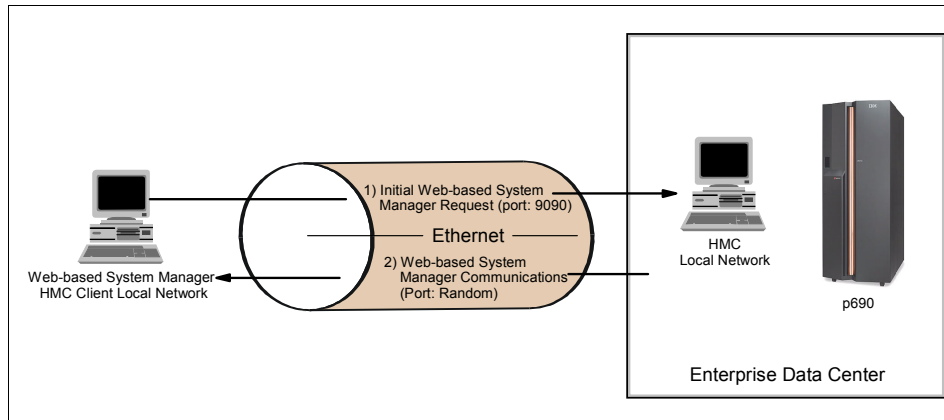 1) Initial Web-based System
Manager Request (port: 9090)
Ethernet
2) Web-based System
Manager Communications
(Port: Random)
Web-based System Manager
HMC Client Local Network
HMC
Local Network
p690
Enterprise Data Center